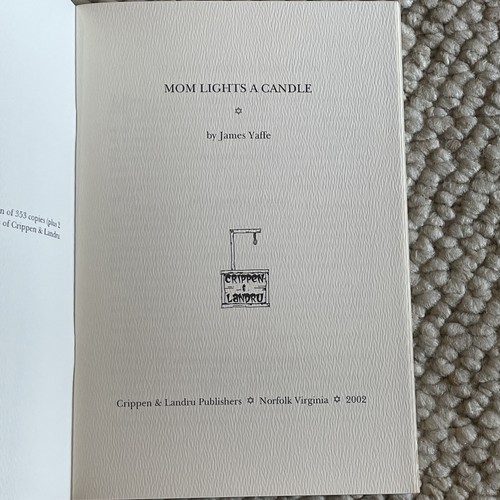 MOM LIGHTS A CANDLE
✡
by James Yaffe
n of 353 copies (plus 2
of Crippen & Landru
CRIPPEN
&
LANDRU
Crippen & Landru Publishers ✡ Norfolk Virginia ✡ 2002